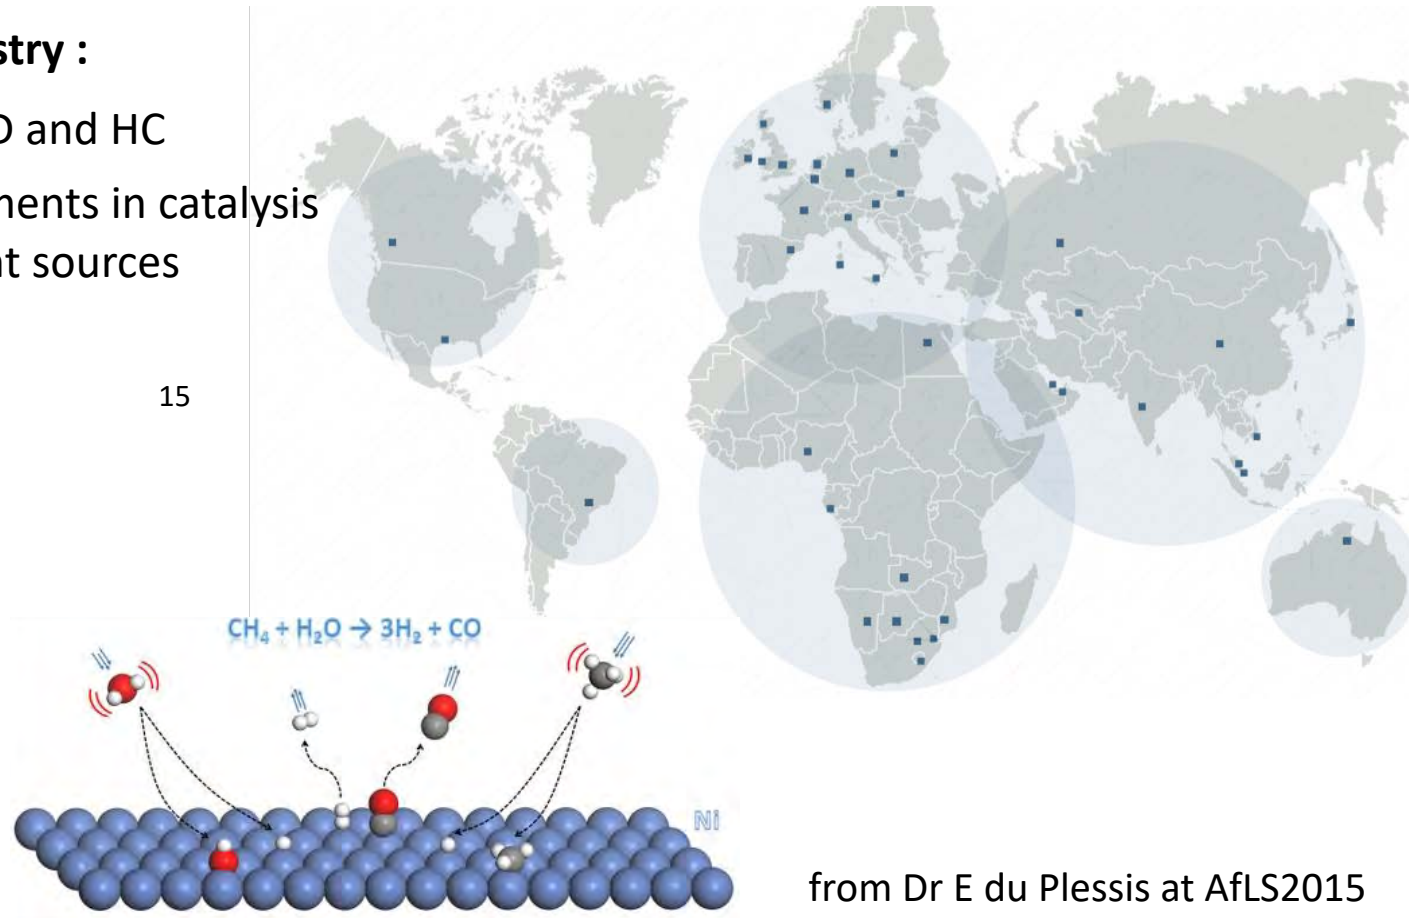 stry :
D and HC
nents in catalysis
nt sources
15
CH₄ + H₂O → 3H₂ + CO
Ni
from Dr E du Plessis at AfLS2015